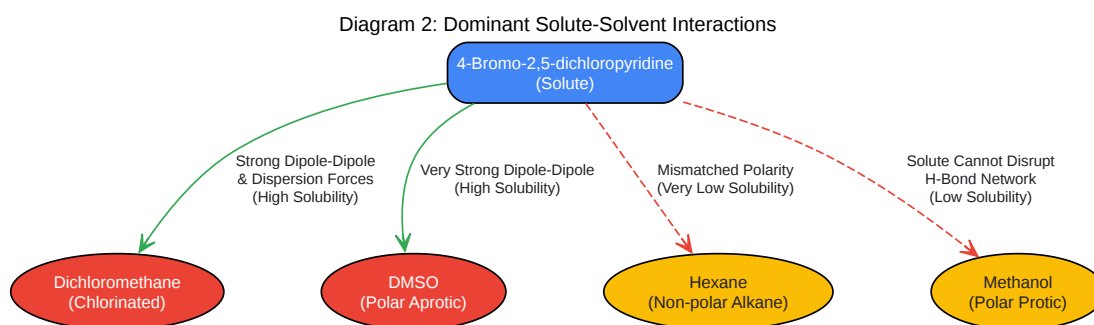 Diagram 2: Dominant Solute-Solvent Interactions
4-Bromo-2,5-dichloropyridine
(Solute)
Strong Dipole-Dipole
& Dispersion Forces
(High Solubility)
Very Strong Dipole-Dipole
(High Solubility)
Mismatched Polarity
(Very Low Solubility)
Solute Cannot Disrupt
H-Bond Network
(Low Solubility)
Dichloromethane
(Chlorinated)
DMSO
(Polar Aprotic)
Hexane
(Non-polar Alkane)
Methanol
(Polar Protic)